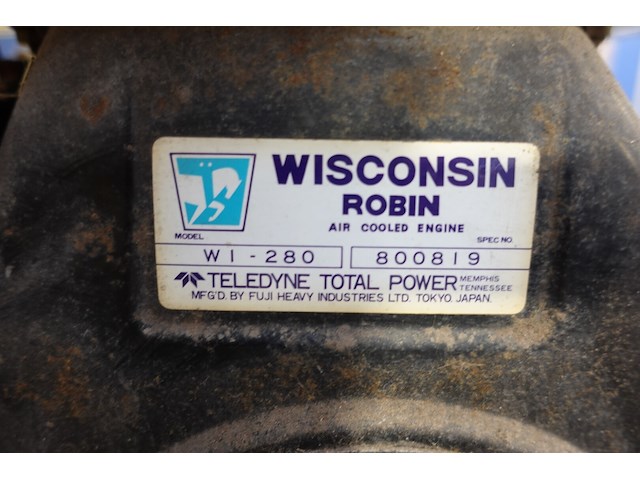 WISCONSIN
ROBIN
AIR COOLED ENGINE
MODEL SPEC NO.
WI-280 800819
TELEDYNE TOTAL POWER MEMPHIS TENNESSEE
MFG'D. BY FUJI HEAVY INDUSTRIES LTD. TOKYO. JAPAN.